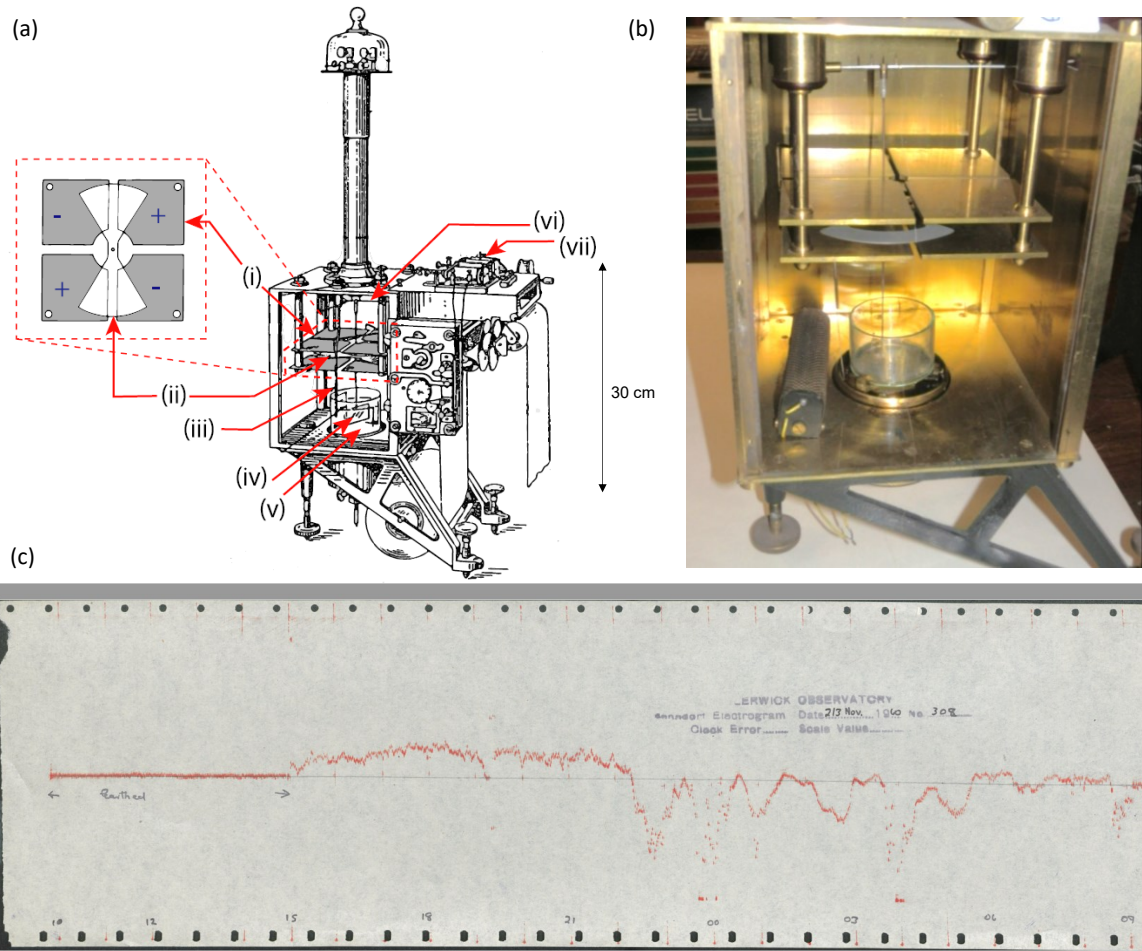 (a)
(b)
- +
+ -
(i)
(ii)
(iii)
(iv)
(v)
(vi)
(vii)
30 cm
(c)
LERWICK OBSERVATORY
Electrogram Date 2/3 Nov. 1960 No. 308
Clock Error Scale Value
Earthed
10 12 15 18 21 00 03 06 09